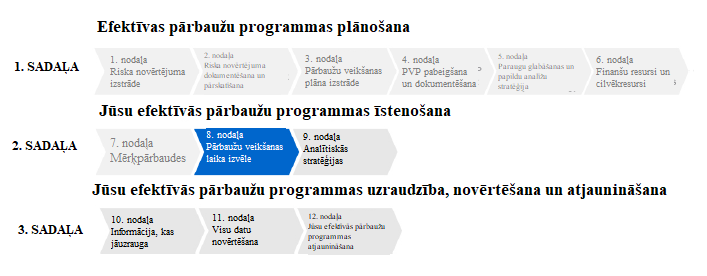 Efektīvas pārbaužu programmas plānošana
1. SADAĻA
1. nodaļa
Riska novērtējuma
izstrāde
2. nodaļa
Riska novērtējuma
dokumentēšana un
pārskatīšana
3. nodaļa
Pārbaužu veikšanas
plāna izstrāde
4. nodaļa
PVP pabeigšana
un dokumentēšana
5. nodaļa
Paraugu glabāšanas un
papildu analīžu
stratēģija
6. nodaļa
Finanšu resursi un
cilvēkresursi
Jūsu efektīvās pārbaužu programmas īstenošana
2. SADAĻA
7. nodaļa
Mērķpārbaudes
8. nodaļa
Pārbaužu veikšanas
laika izvēle
9. nodaļa
Analītiskās
stratēģijas
Jūsu efektīvās pārbaužu programmas uzraudzība, novērtēšana un atjaunināšana
3. SADAĻA
10. nodaļa
Informācija, kas
jāuzrauga
11. nodaļa
Visu datu
novērtēšana
12. nodaļa
Jūsu efektīvās pārbaužu
programmas
atjaunināšana